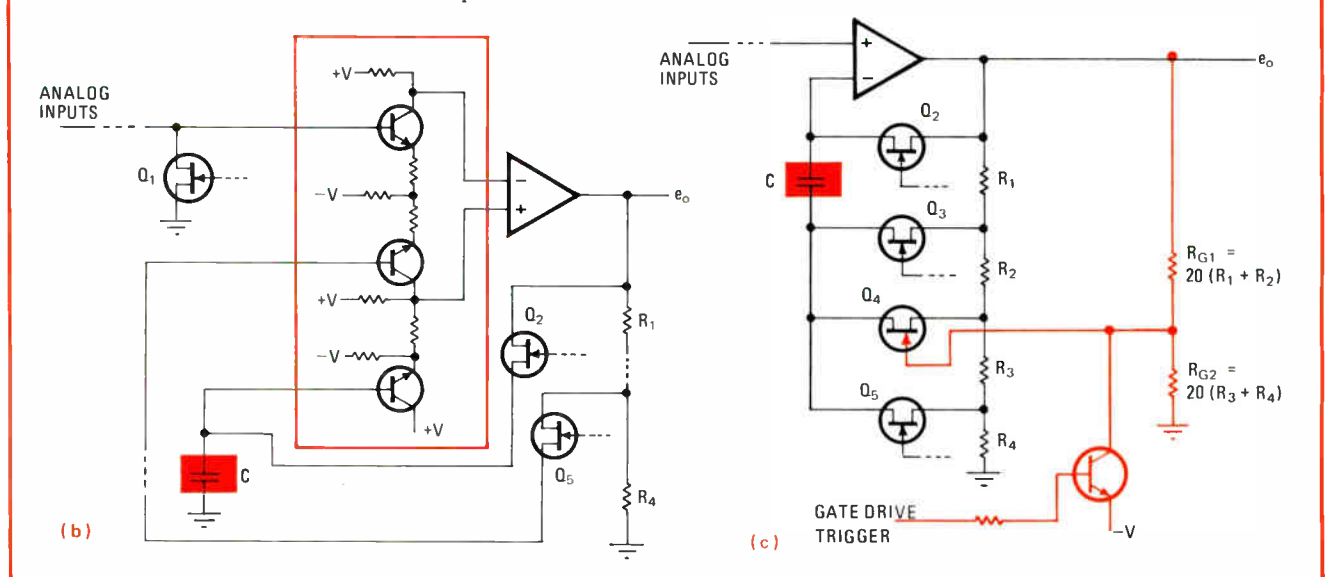 ANALOG
INPUTS
Q1
+V
−V
+V
−V
+V
−
+
eo
Q2
R1
Q5
R4
C
(b)
ANALOG
INPUTS
+
−
eo
Q2
C
R1
Q3
R2
Q4
R3
Q5
R4
RG1 =
20 (R1 + R2)
RG2 =
20 (R3 + R4)
GATE DRIVE
TRIGGER
−V
(c)